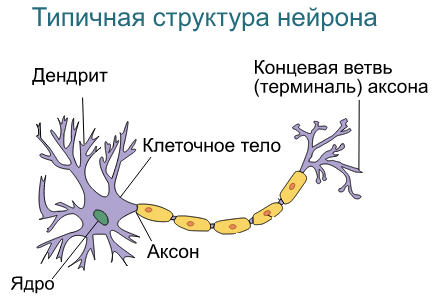 Типичная структура нейрона
Дендрит
Концевая ветвь
(терминаль) аксона
Клеточное тело
Аксон
Ядро